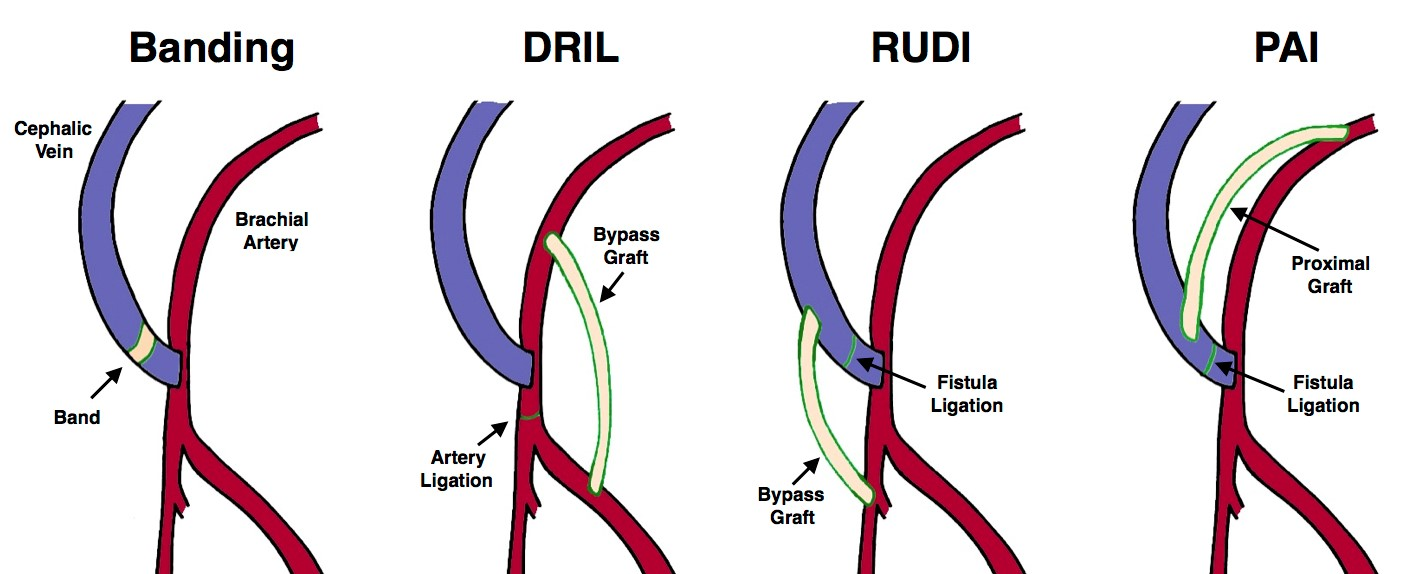 Banding
DRIL
RUDI
PAI
Cephalic
Vein
Brachial
Artery
Band
Bypass
Graft
Artery
Ligation
Fistula
Ligation
Bypass
Graft
Proximal
Graft
Fistula
Ligation